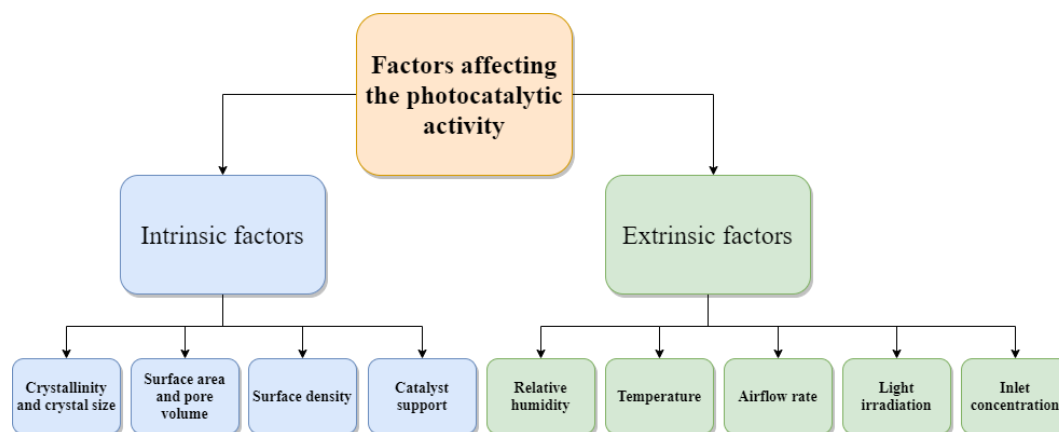 Factors affecting
the photocatalytic
activity
Intrinsic factors
Extrinsic factors
Crystallinity
and crystal size
Surface area
and pore
volume
Surface density
Catalyst
support
Relative
humidity
Temperature
Airflow rate
Light
irradiation
Inlet
concentration